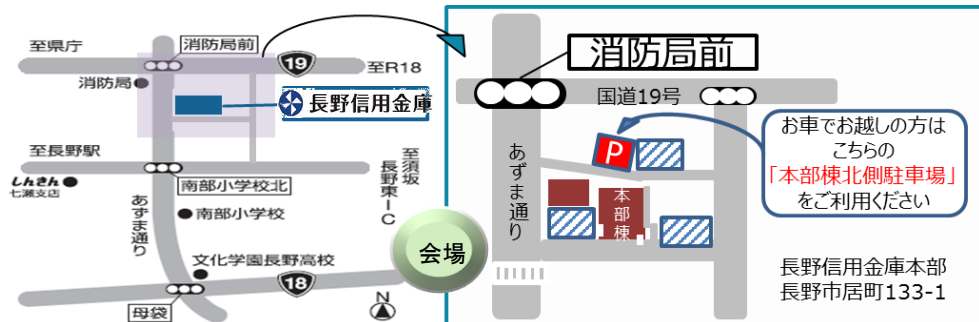 至県庁
消防局前
19
至R18
消防局
長野信用金庫
至長野駅
しんきん
七瀬支店
南部小学校北
至須坂
長野東IC
あずま通り
南部小学校
文化学園長野高校
18
母袋
N
会場
消防局前
国道19号
あずま通り
P
本部棟
お車でお越しの方は
こちらの
「本部棟北側駐車場」
をご利用ください
長野信用金庫本部
長野市居町133-1